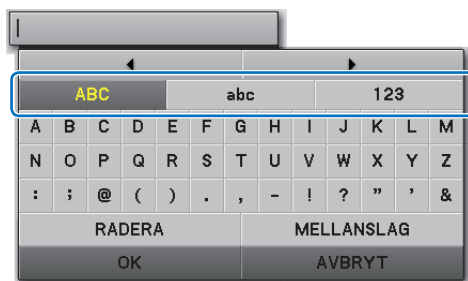 ABC abc 123
A B C D E F G H I J K L M
N O P Q R S T U V W X Y Z
: ; @ ( ) . , - ! ? ” ’ &
RADERA MELLANSLAG
OK AVBRYT